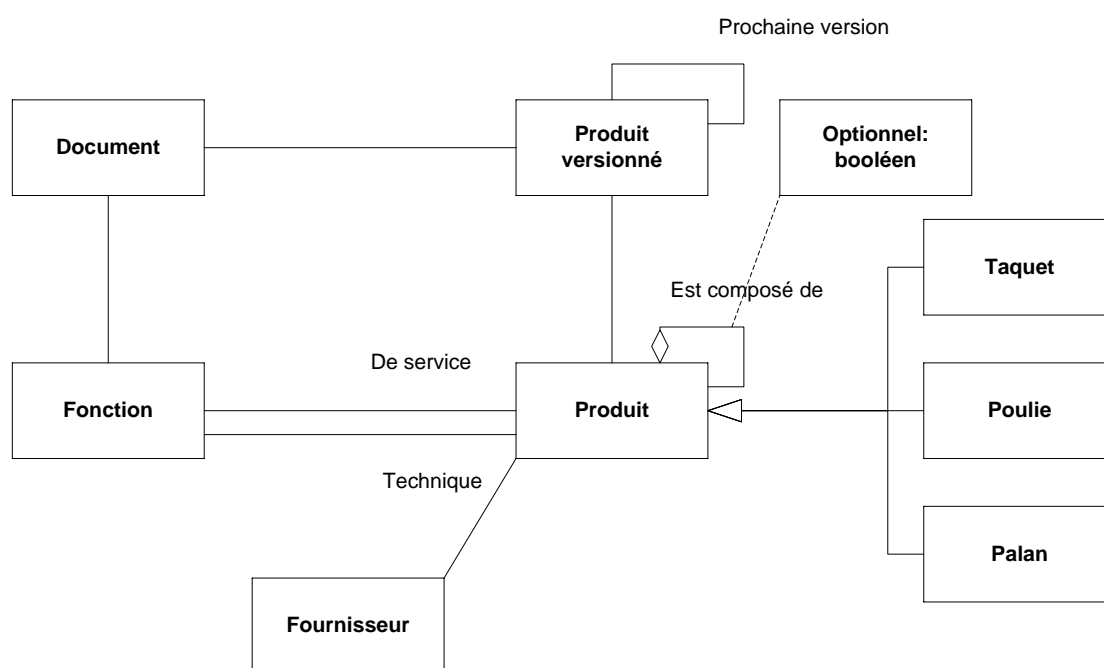 Prochaine version
Document
Produit
versionné
Optionnel:
booléen
Taquet
Est composé de
De service
Fonction
Produit
Poulie
Technique
Palan
Fournisseur